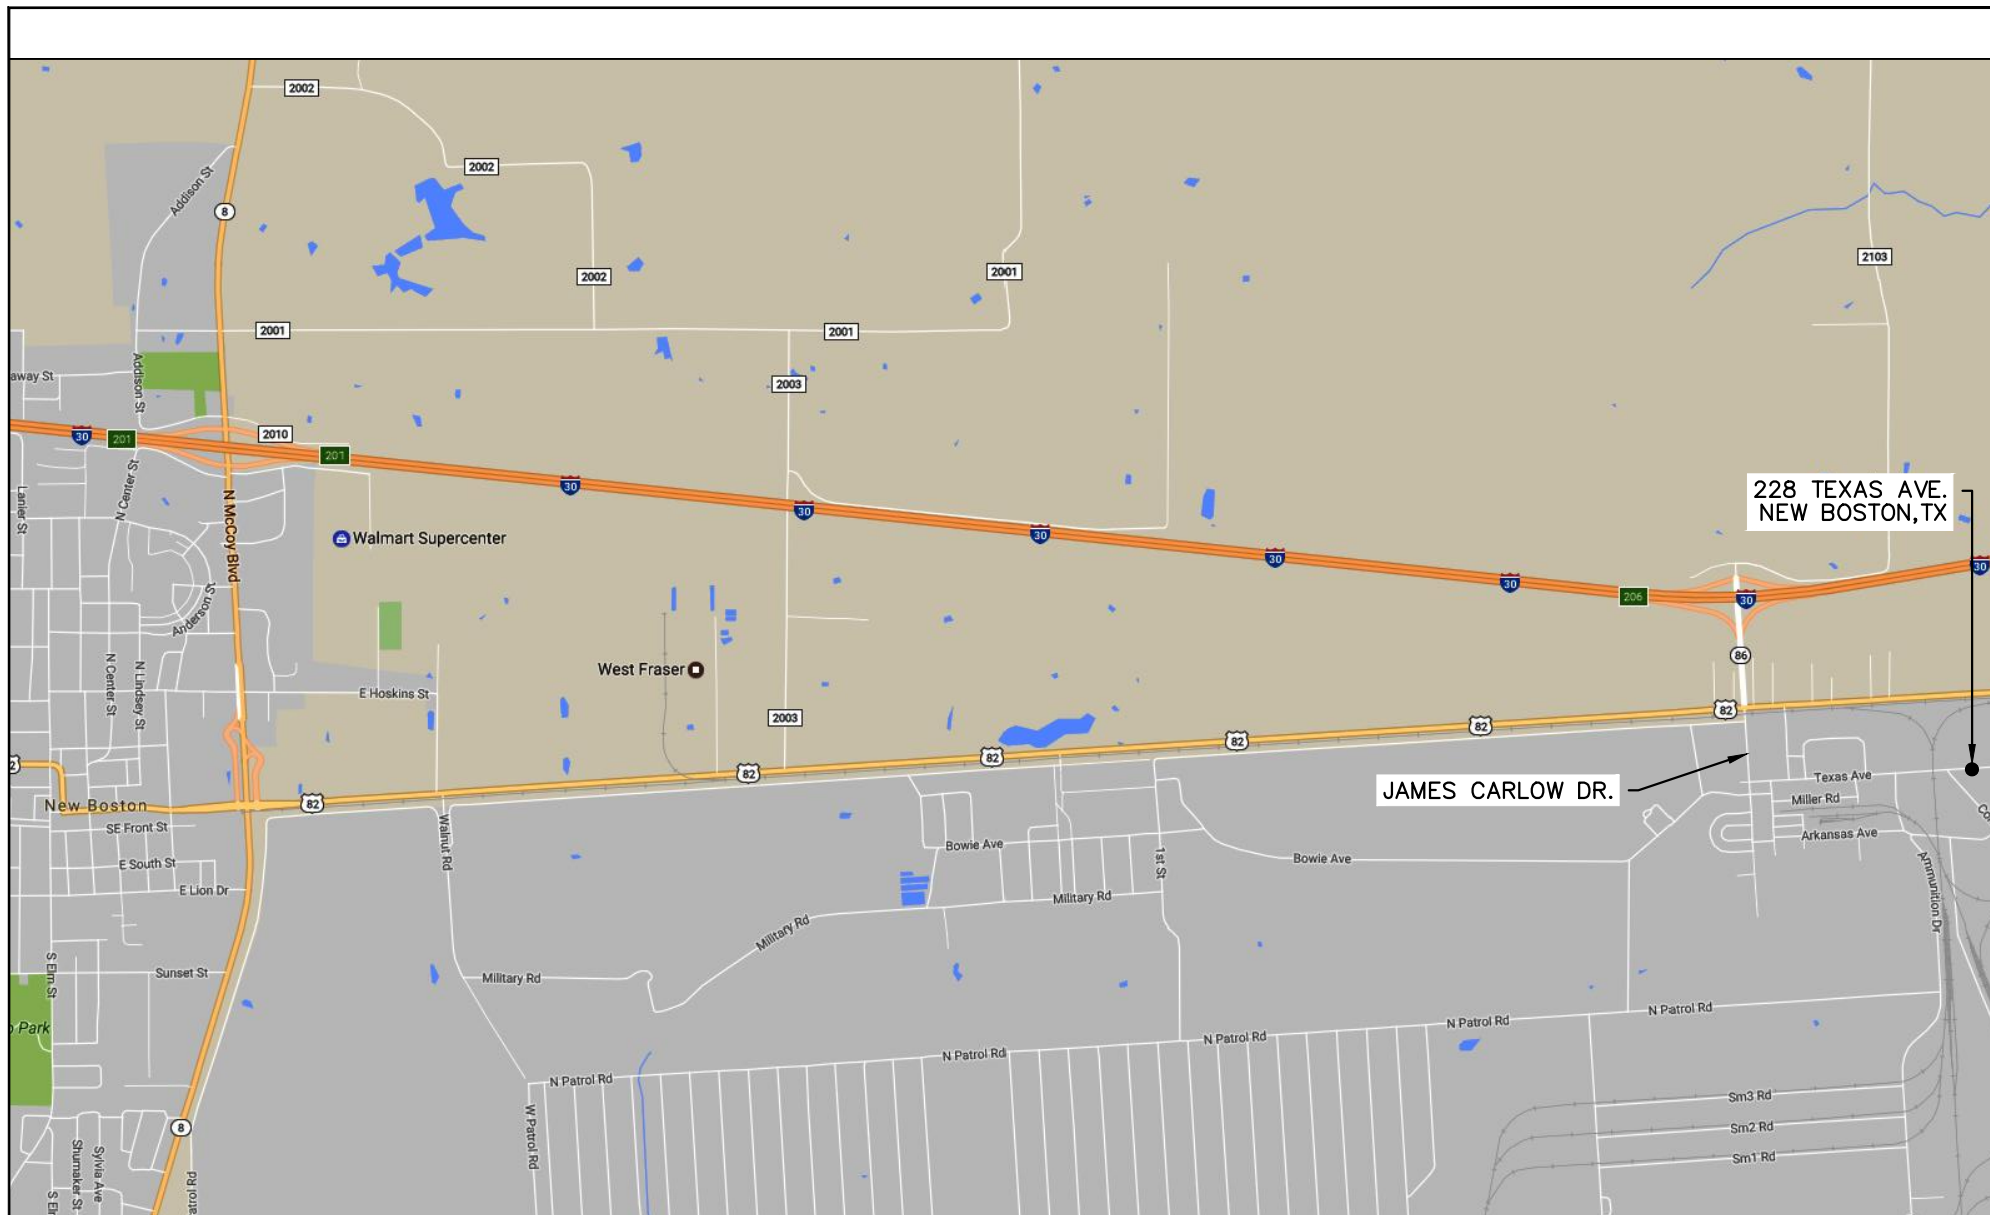 2002
2002
Addison St
8
2103
2001
2002
2001
2001
Addison St
away St
2003
30
201
2010
201
30
228 TEXAS AVE.
NEW BOSTON,TX
N Center St
Lanier St
30
N McCoy Blvd
Walmart Supercenter
30
30
30
30
206
30
Anderson St
86
N Center St
N Lindsey St
West Fraser
E Hoskins St
82
2003
82
82
82
82
2
JAMES CARLOW DR.
Texas Ave
Miller Rd
New Boston
82
SE Front St
Walnut Rd
Arkansas Ave
Bowie Ave
1st St
Bowie Ave
E South St
Ammunition Dr
E Lion Dr
Military Rd
Military Rd
S Elm St
Sunset St
Military Rd
N Patrol Rd
N Patrol Rd
N Patrol Rd
N Patrol Rd
N Patrol Rd
Park
Sm3 Rd
8
Sm2 Rd
W Patrol Rd
Sm1 Rd
Shumaker St
Sylvia Ave
S El
atrol Rd